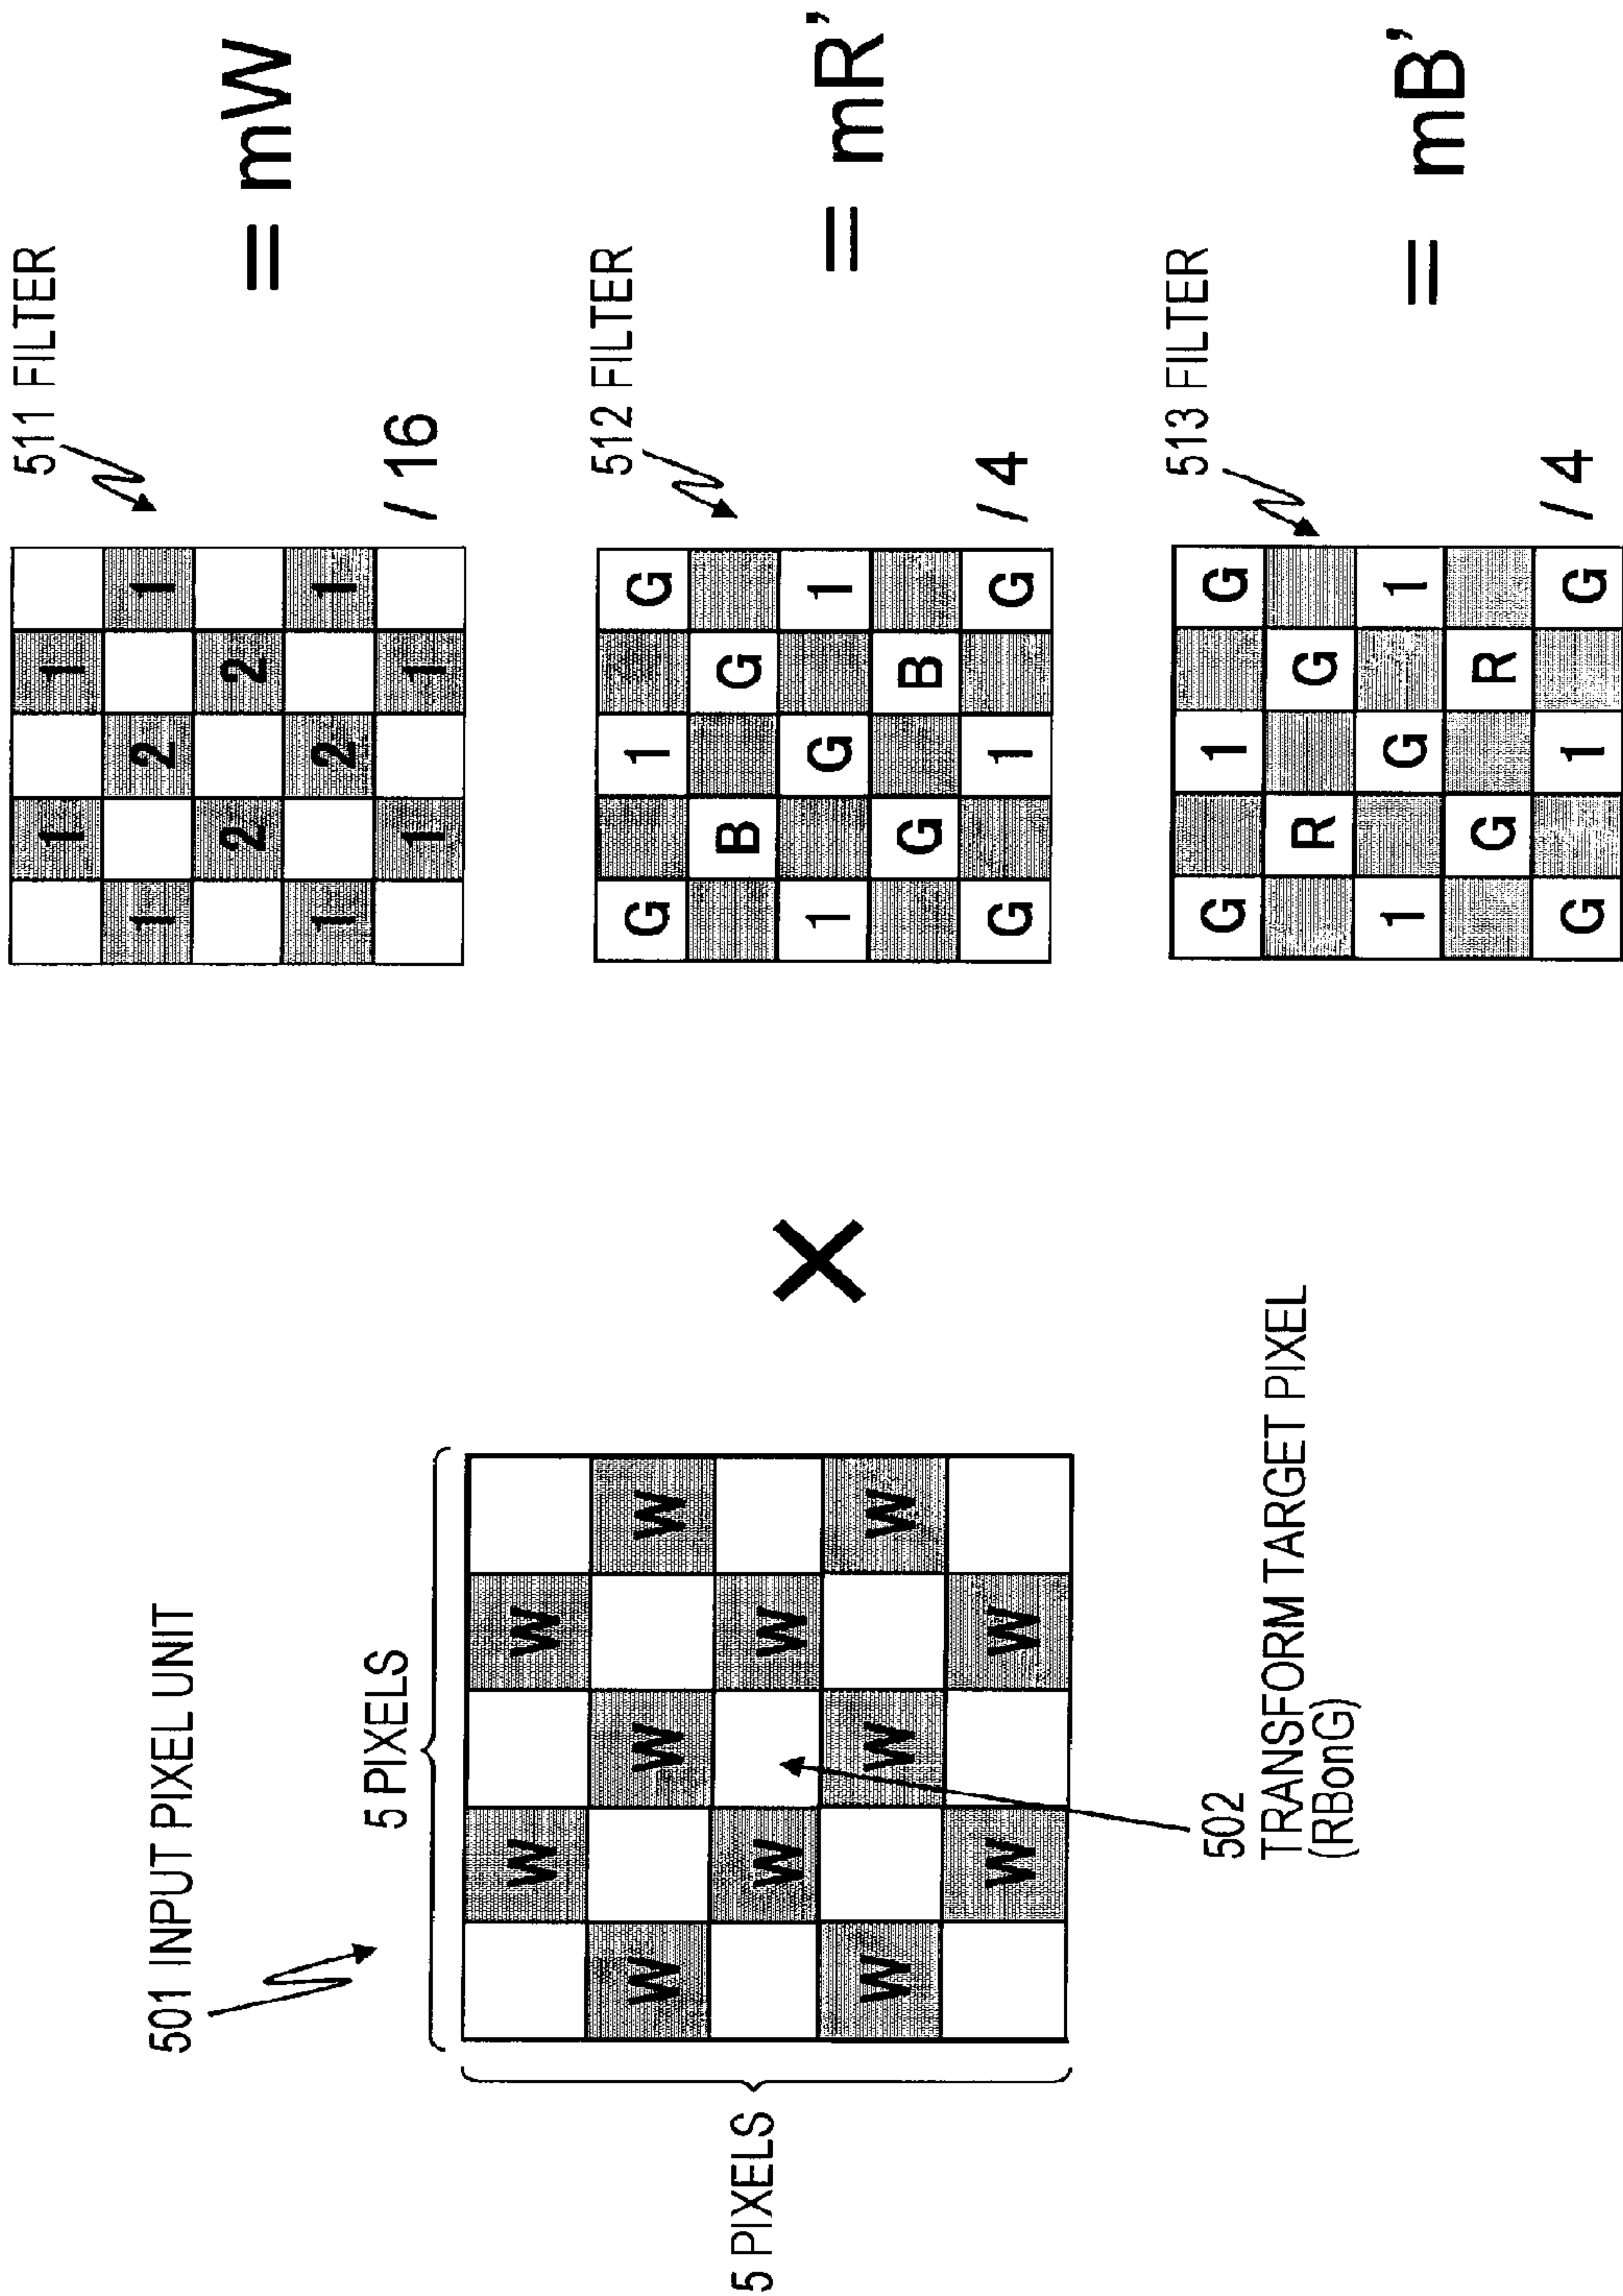 501 INPUT PIXEL UNIT
5 PIXELS
5 PIXELS
W W
W W W
W W
W W W
W W
502
TRANSFORM TARGET PIXEL
(RBonG)
×
511 FILTER
1 1
1 2 1
2 2
1 2 1
1 1
/ 16
= mW
512 FILTER
G 1 G
B G
1 G 1
G B
G 1 G
/ 4
= mR'
513 FILTER
G 1 G
R G
1 G 1
G R
G 1 G
/ 4
= mB'